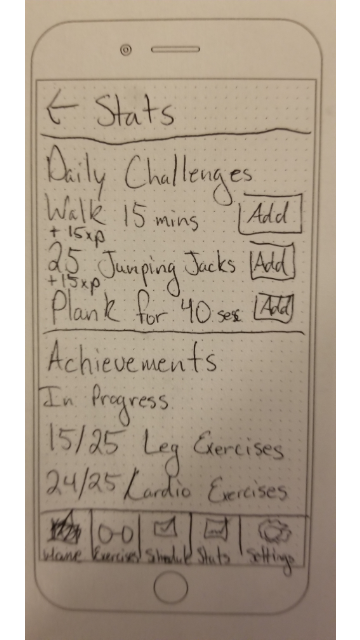 ← Stats
Daily Challenges
Walk 15 mins Add
+ 15xp
25 Jumping Jacks Add
+15xp
Plank for 40 secs Add
Achievements
In Progress
15/25 Leg Exercises
24/25 Cardio Exercises
Home Exercises Schedule Stats Settings